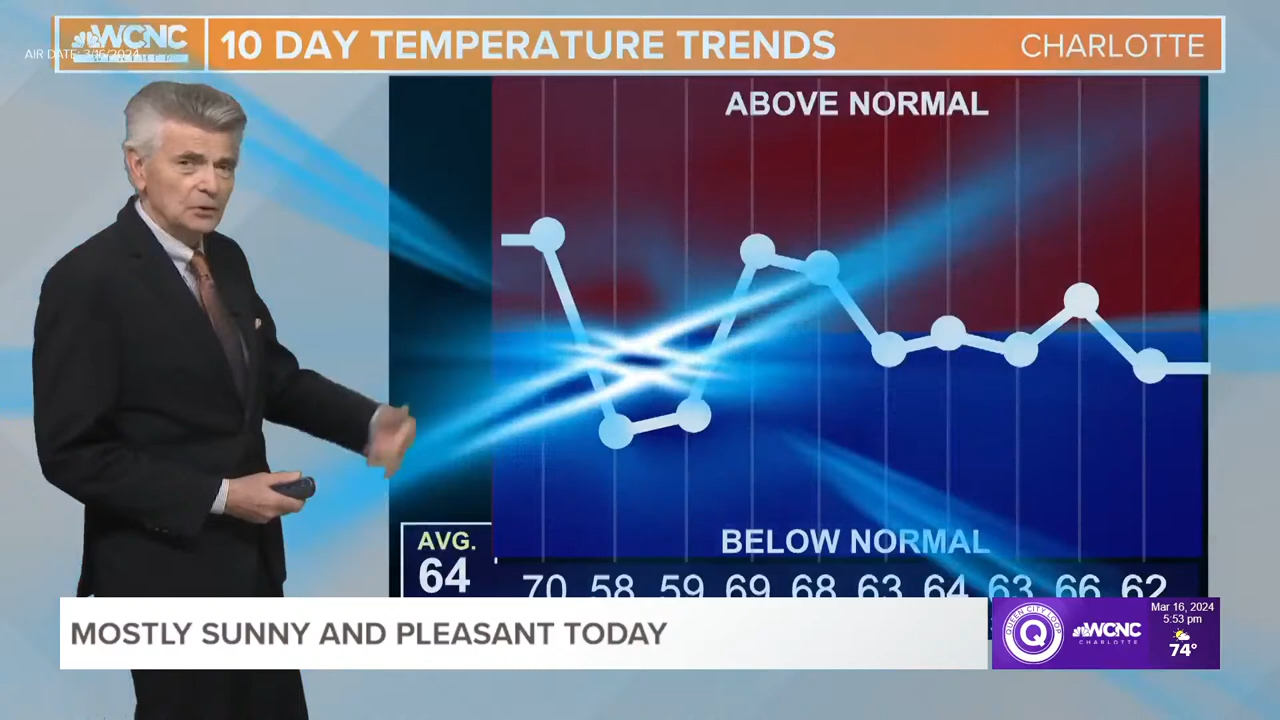 WCNC
AIR DATE: 3/16/2024
10 DAY TEMPERATURE TRENDS
CHARLOTTE
ABOVE NORMAL
BELOW NORMAL
AVG.
64
70 58 59 69 68 63 64 63 66 62
MOSTLY SUNNY AND PLEASANT TODAY
QUEEN CITY LOOP
Q
WCNC
CHARLOTTE
Mar 16, 2024
5:53 pm
74°